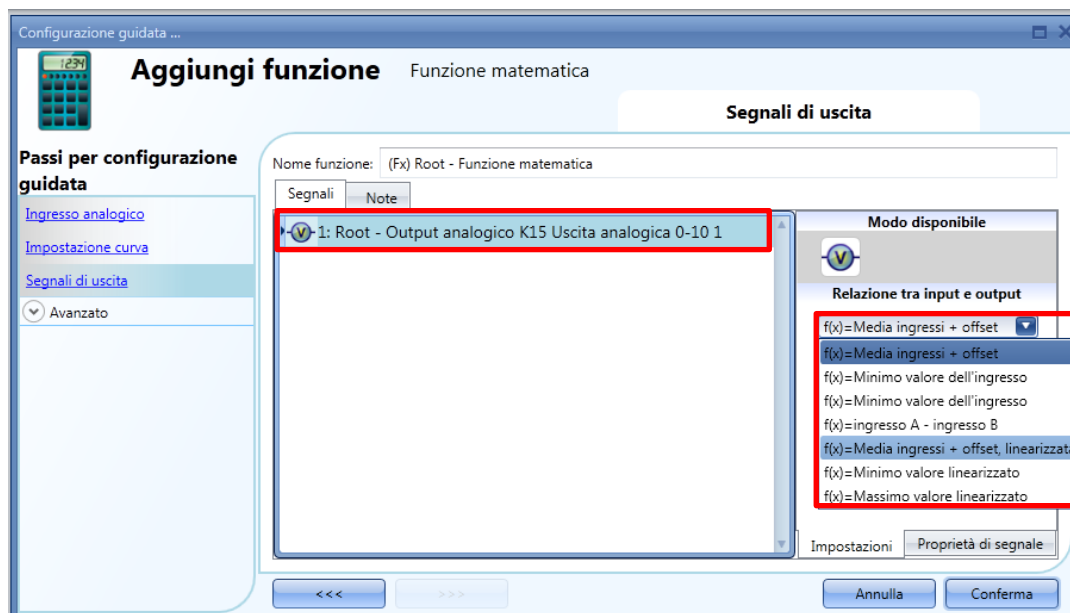 Configurazione guidata ...
1234
Aggiungi funzione
Funzione matematica
Segnali di uscita
Passi per configurazione
guidata
Ingresso analogico
Impostazione curva
Segnali di uscita
Avanzato
Nome funzione:
(Fx) Root - Funzione matematica
Segnali
Note
1: Root - Output analogico K15 Uscita analogica 0-10 1
Modo disponibile
V
Relazione tra input e output
f(x)=Media ingressi + offset
f(x)=Media ingressi + offset
f(x)=Minimo valore dell'ingresso
f(x)=Minimo valore dell'ingresso
f(x)=ingresso A - ingresso B
f(x)=Media ingressi + offset, linearizzat
f(x)=Minimo valore linearizzato
f(x)=Massimo valore linearizzato
Impostazioni
Proprietà di segnale
<<<
>>>
Annulla
Conferma